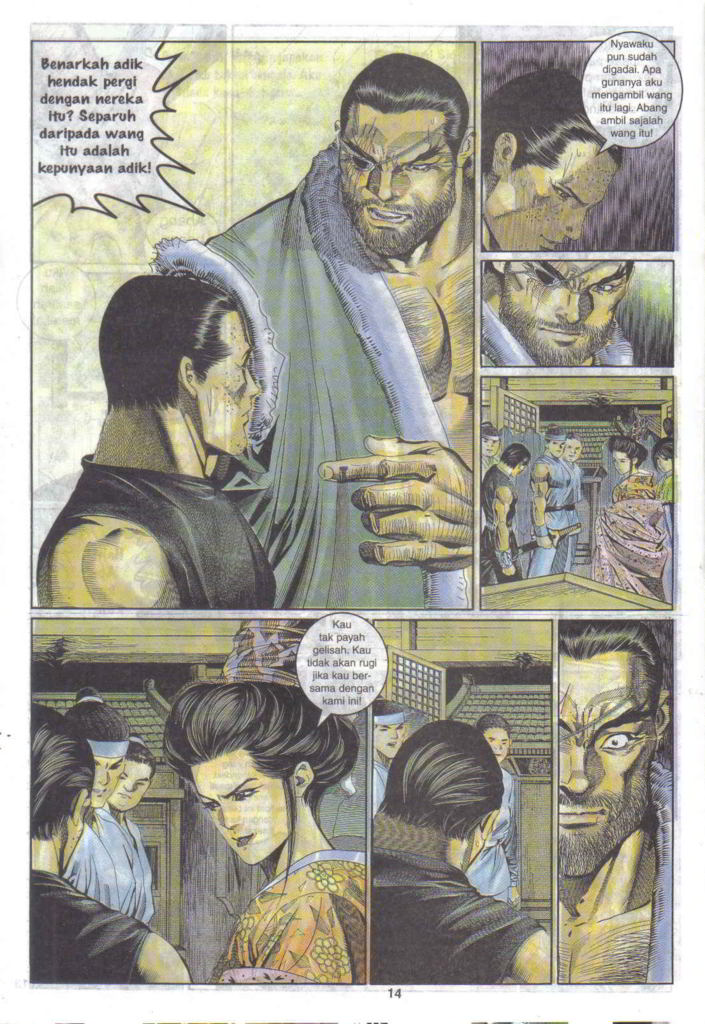 Benarkah adik
hendak pergi
dengan nereka
itu? Separuh
daripada wang
itu adalah
kepunyaan adik!
Nyawaku
pun sudah
digadai. Apa
gunanya aku
mengambil wang
itu lagi. Abang
ambil sajalah
wang itu!
Kau
tak payah
gelisah. Kau
tidak akan rugi
jika kau ber-
sama dengan
kami ini!
14